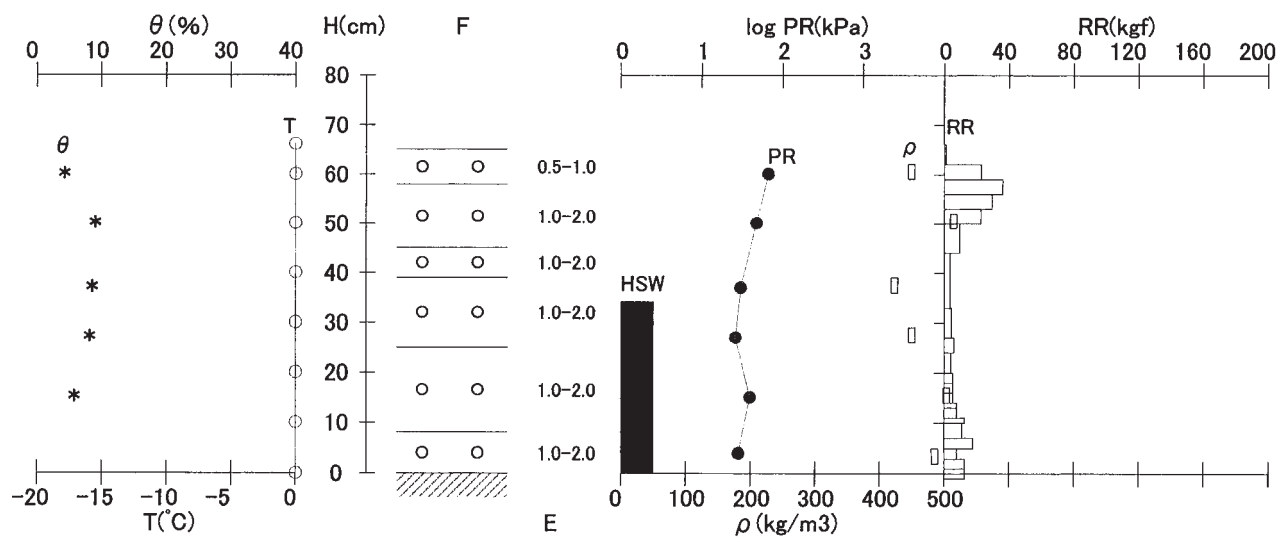 θ(%) H(cm) F log PR(kPa) RR(kgf)
0 10 20 30 40 0 1 2 3 0 40 80 120 160 200
80
70
T RR
θ PR ρ
60 0.5-1.0
50 1.0-2.0
40 1.0-2.0
HSW
30 1.0-2.0
20 1.0-2.0
10
1.0-2.0
0
-20 -15 -10 -5 0 0 100 200 300 400 500
T(°C) E ρ(kg/m3)